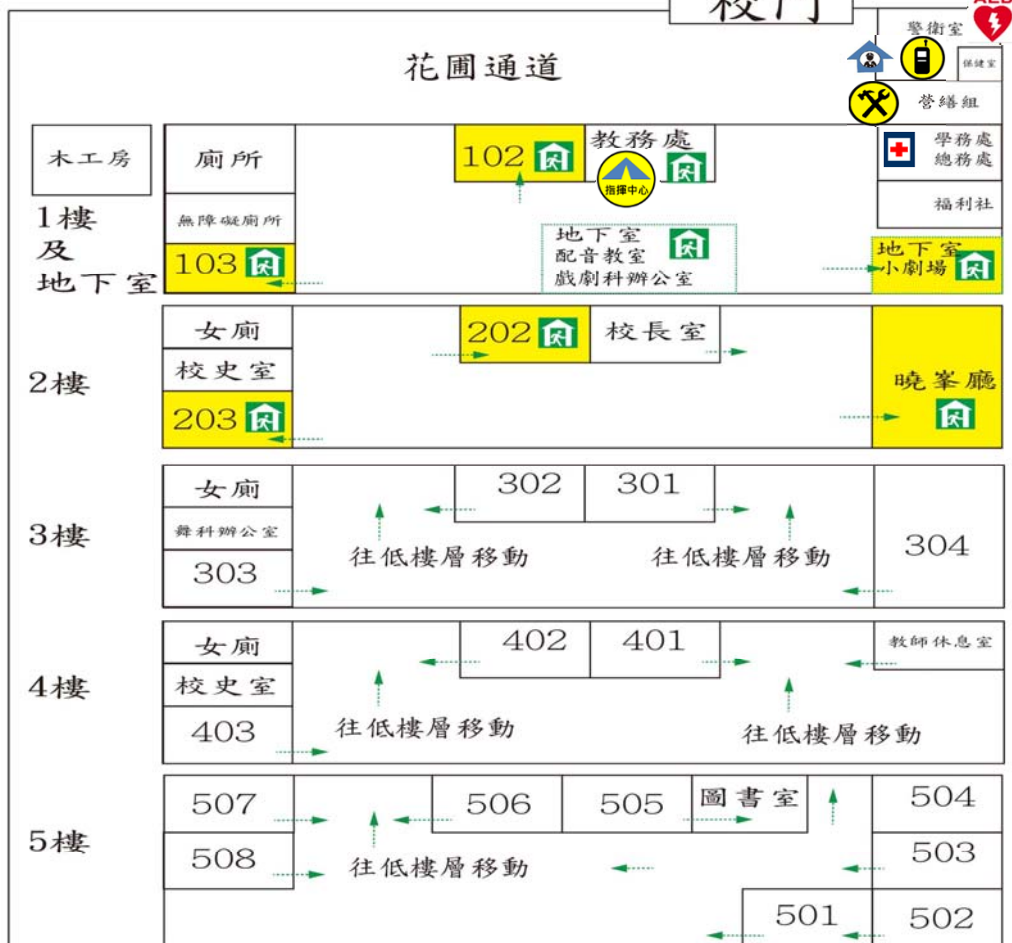 校門
AED
警衛室
保健室
花圃通道
營繕組
木工房
廁所
102
教務處
指揮中心
學務處
總務處
福利社
1樓
及
地下室
無障礙廁所
103
地下室
配音教室
戲劇科辦公室
地下室
小劇場
2樓
女廁
校史室
203
202
校長室
曉峯廳
3樓
女廁
舞科辦公室
303
302
301
304
往低樓層移動
往低樓層移動
4樓
女廁
校史室
403
402
401
教師休息室
往低樓層移動
往低樓層移動
5樓
507
508
506
505
圖書室
504
503
往低樓層移動
501
502